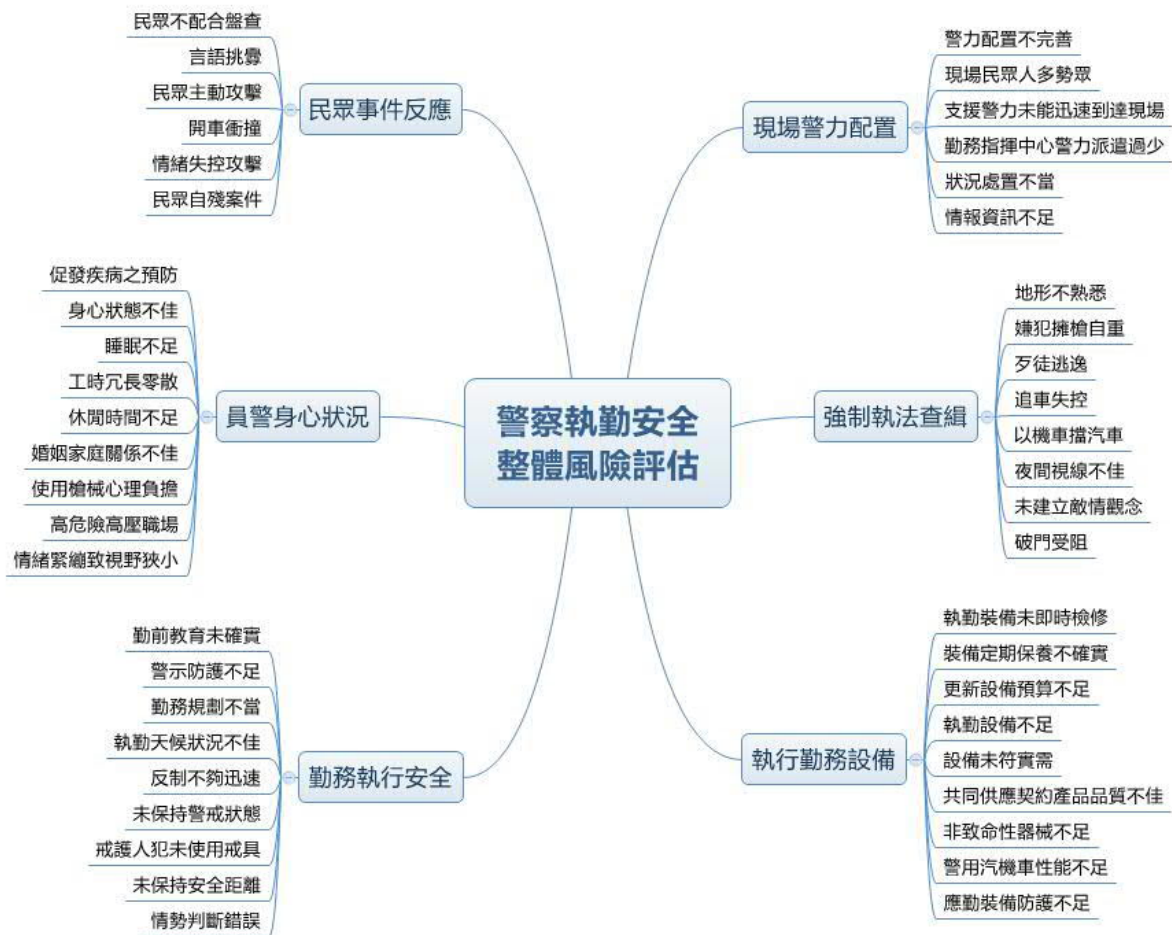 警察執勤安全
整體風險評估
民眾事件反應
民眾不配合盤查
言語挑釁
民眾主動攻擊
開車衝撞
情緒失控攻擊
民眾自殘案件
員警身心狀況
促發疾病之預防
身心狀態不佳
睡眠不足
工時冗長零散
休閒時間不足
婚姻家庭關係不佳
使用槍械心理負擔
高危險高壓職場
情緒緊繃致視野狹小
勤務執行安全
勤前教育未確實
警示防護不足
勤務規劃不當
執勤天候狀況不佳
反制不夠迅速
未保持警戒狀態
戒護人犯未使用戒具
未保持安全距離
情勢判斷錯誤
現場警力配置
警力配置不完善
現場民眾人多勢眾
支援警力未能迅速到達現場
勤務指揮中心警力派遣過少
狀況處置不當
情報資訊不足
強制執法查緝
地形不熟悉
嫌犯擁槍自重
歹徒逃逸
追車失控
以機車擋汽車
夜間視線不佳
未建立敵情觀念
破門受阻
執行勤務設備
執勤裝備未即時檢修
裝備定期保養不確實
更新設備預算不足
執勤設備不足
設備未符實需
共同供應契約產品品質不佳
非致命性器械不足
警用汽機車性能不足
應勤裝備防護不足